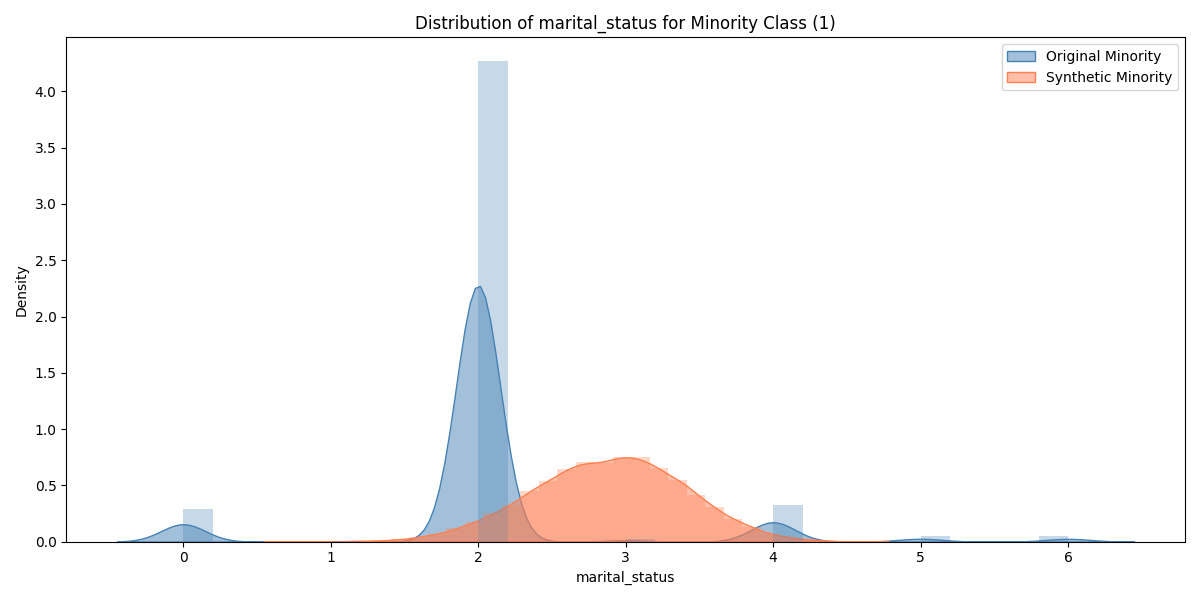 Distribution of marital_status for Minority Class (1)
Original Minority
Synthetic Minority
Density
4.0
3.5
3.0
2.5
2.0
1.5
1.0
0.5
0.0
0 1 2 3 4 5 6
marital_status